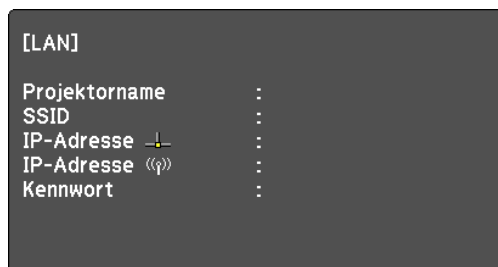 [LAN]
Projektorname :
SSID :
IP-Adresse :
IP-Adresse :
Kennwort :